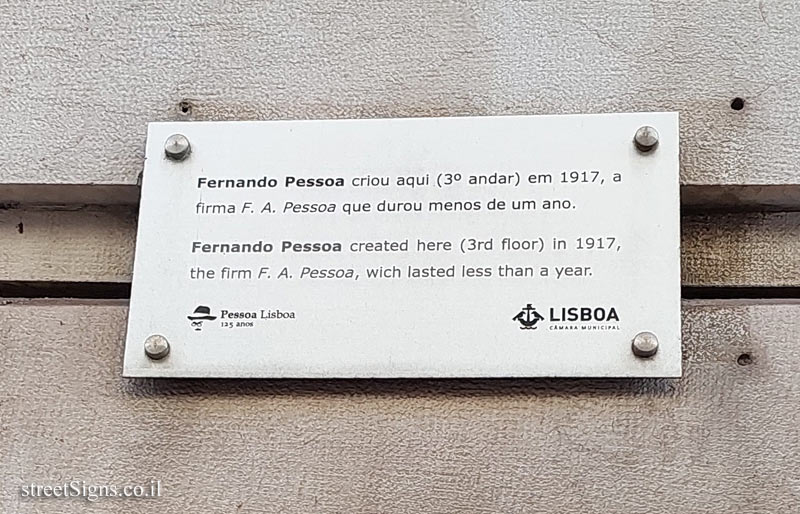 Fernando Pessoa criou aqui (3º andar) em 1917, a
firma F. A. Pessoa que durou menos de um ano.
Fernando Pessoa created here (3rd floor) in 1917,
the firm F. A. Pessoa, wich lasted less than a year.
Pessoa Lisboa
125 anos
LISBOA
CÂMARA MUNICIPAL
streetSigns.co.il